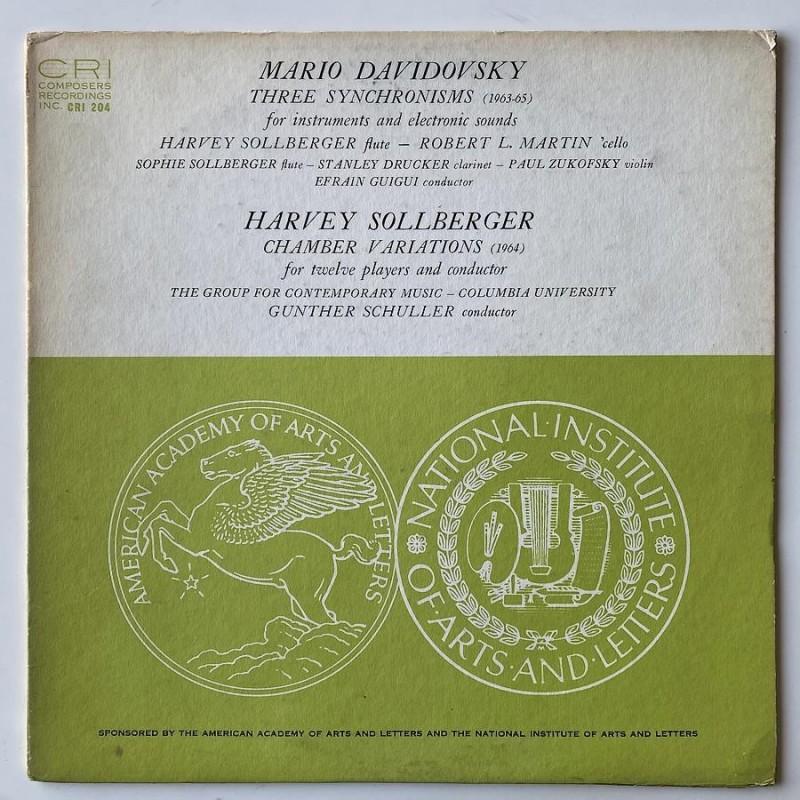 CRI
COMPOSERS
RECORDINGS
INC. CRI 204
MARIO DAVIDOVSKY
THREE SYNCHRONISMS (1963-65)
for instruments and electronic sounds
HARVEY SOLLBERGER flute – ROBERT L. MARTIN 'cello
SOPHIE SOLLBERGER flute – STANLEY DRUCKER clarinet – PAUL ZUKOFSKY violin
EFRAIN GUIGUI conductor
HARVEY SOLLBERGER
CHAMBER VARIATIONS (1964)
for twelve players and conductor
THE GROUP FOR CONTEMPORARY MUSIC – COLUMBIA UNIVERSITY
GUNTHER SCHULLER conductor
AMERICAN ACADEMY OF ARTS AND LETTERS
NATIONAL·INSTITUTE
OF·ARTS·AND·LETTERS
SPONSORED BY THE AMERICAN ACADEMY OF ARTS AND LETTERS AND THE NATIONAL INSTITUTE OF ARTS AND LETTERS